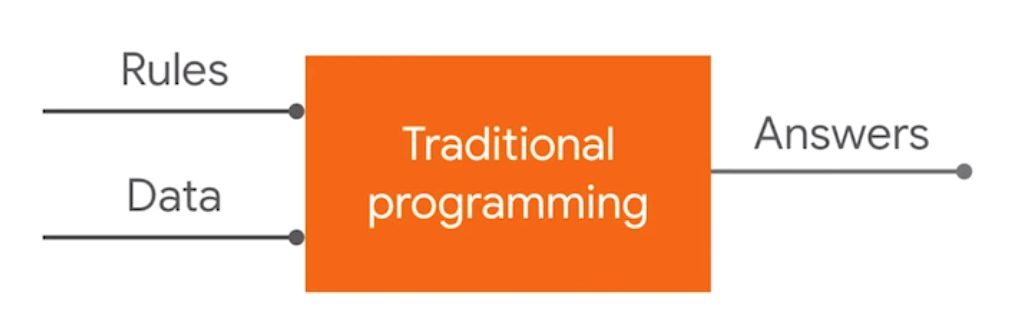 Rules
Data
Traditional
programming
Answers